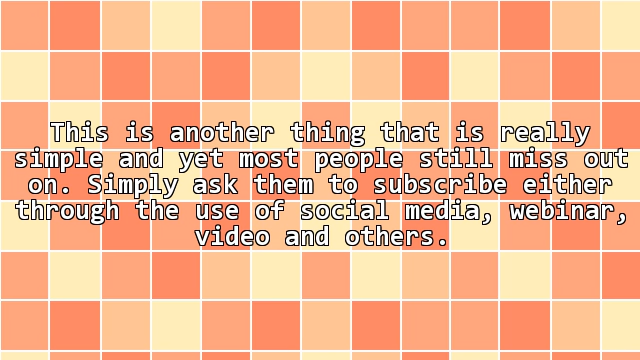 This is another thing that is really
simple and yet most people still miss out
on. Simply ask them to subscribe either
through the use of social media, webinar,
video and others.